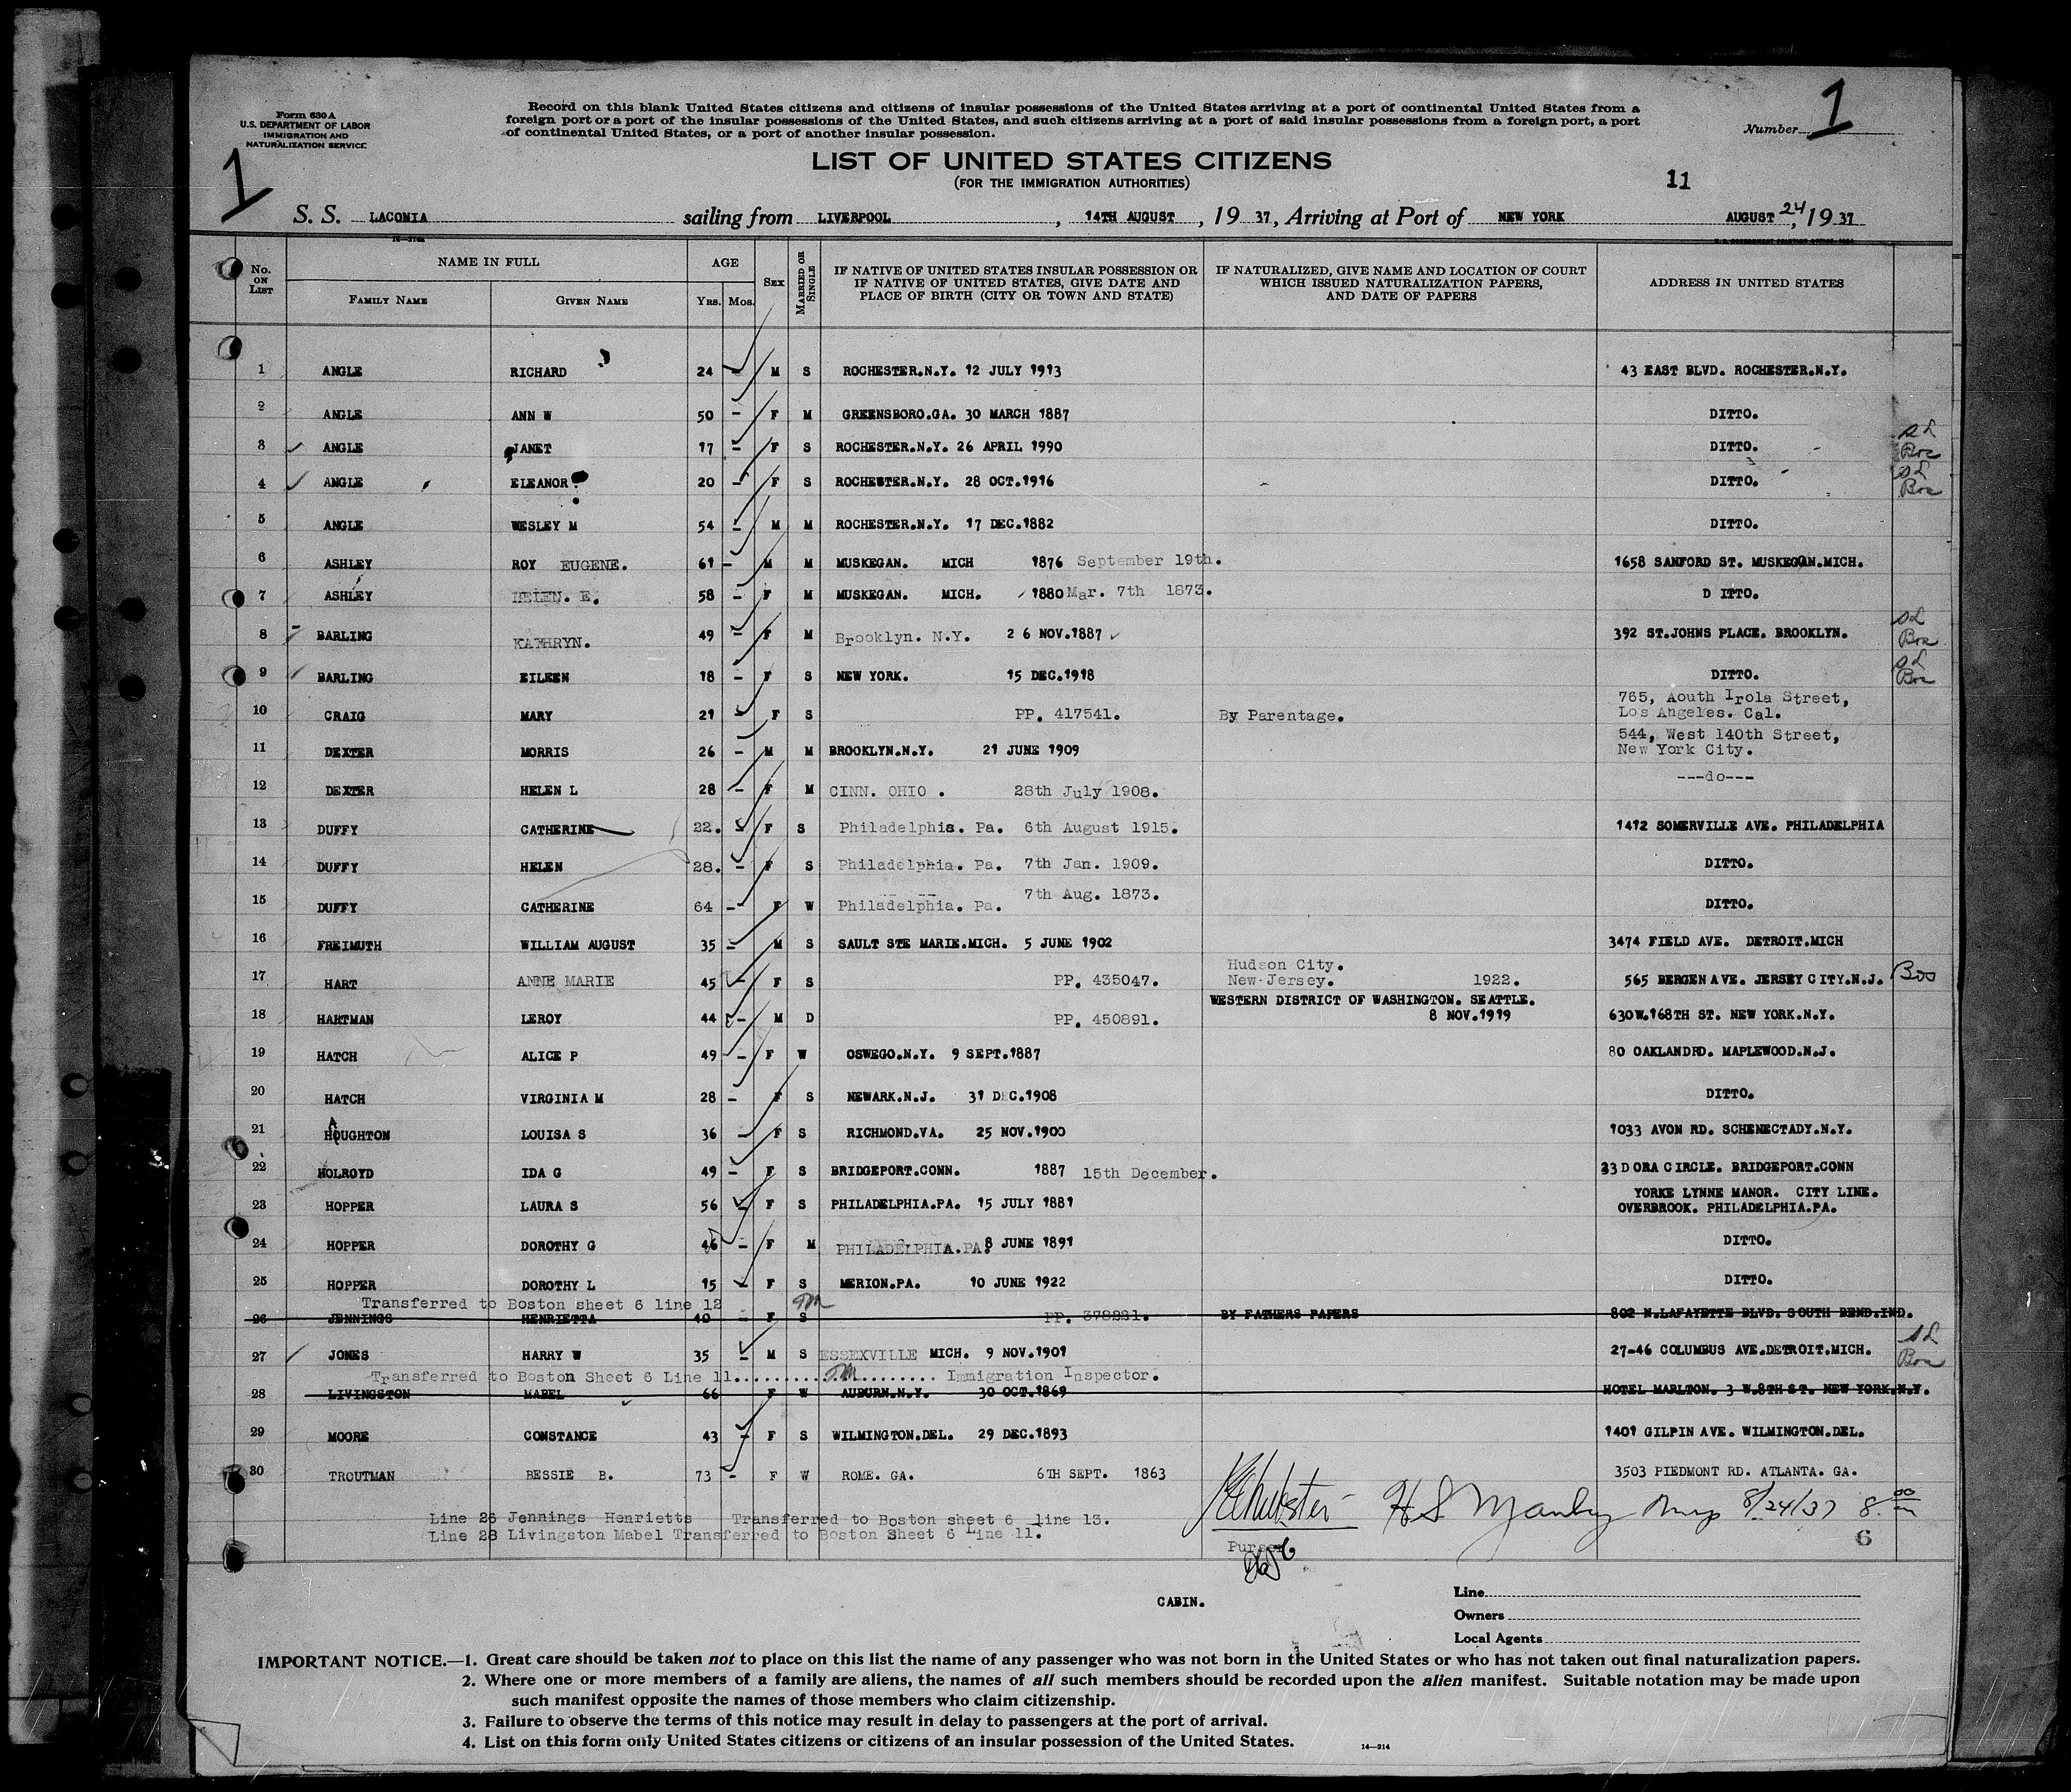 Form 630 A
U.S. DEPARTMENT OF LABOR
IMMIGRATION AND
NATURALIZATION SERVICE
Record on this blank United States citizens and citizens of insular possessions of the United States arriving at a port of continental United States from a
foreign port or a port of the insular possessions of the United States, and such citizens arriving at a port of said insular possessions from a foreign port, a port
of continental United States, or a port of another insular possession.
Number 1
1
LIST OF UNITED STATES CITIZENS
(FOR THE IMMIGRATION AUTHORITIES)
11
S. S. LACONIA sailing from LIVERPOOL, 14TH AUGUST, 19 37, Arriving at Port of NEW YORK AUGUST 24, 19 37
No. ON LIST NAME IN FULL AGE SEX MARRIED OR SINGLE IF NATIVE OF UNITED STATES INSULAR POSSESSION OR IF NATIVE OF UNITED STATES, GIVE DATE AND PLACE OF BIRTH (CITY OR TOWN AND STATE) IF NATURALIZED, GIVE NAME AND LOCATION OF COURT WHICH ISSUED NATURALIZATION PAPERS, AND DATE OF PAPERS ADDRESS IN UNITED STATES
FAMILY NAME GIVEN NAME YRS. MOS.
1 ANGLE RICHARD 24 - M S ROCHESTER.N.Y. 12 JULY 1913 43 EAST BLVD. ROCHESTER.N.Y.
2 ANGLE ANN W 50 - F M GREENSBORO.GA. 30 MARCH 1887 DITTO.
3 ANGLE JANET 17 - F S ROCHESTER.N.Y. 26 APRIL 1990 DITTO.
4 ANGLE ELEANOR 20 - F S ROCHESTER.N.Y. 28 OCT.1916 DITTO.
5 ANGLE WESLEY M 54 - M M ROCHESTER.N.Y. 17 DEC.1882 DITTO.
6 ASHLEY ROY EUGENE. 61 - M M MUSKEGAN. MICH 1876 September 19th. 1658 SANFORD ST. MUSKEGAN.MICH.
7 ASHLEY HELEN. E. 58 - F M MUSKEGAN. MICH. 1880 Mar. 7th 1873. D ITTO.
8 BARLING KATHRYN. 49 - F M Brooklyn. N.Y. 2 6 NOV.1887 392 ST.JOHNS PLACE. BROOKLYN.
9 BARLING EILEEN 18 - F S NEW YORK. 15 DEC.1918 DITTO.
10 CRAIG MARY 21 - F S PP. 417541. By Parentage. 765, Aouth Irola Street,
Los Angeles. Cal.
11 DEXTER MORRIS 26 - M M BROOKLYN.N.Y. 21 JUNE 1909 544, West 140th Street,
New York City.
12 DEXTER HELEN L 28 - F M CINN. OHIO . 28th July 1908. ---do---
13 DUFFY CATHERINE 22. - F S Philadelphia. Pa. 6th August 1915. 1412 SOMERVILLE AVE. PHILADELPHIA
14 DUFFY HELEN 28. - F S Philadelphia. Pa. 7th Jan. 1909. DITTO.
15 DUFFY CATHERINE 64 - F W Philadelphia. Pa. 7th Aug. 1873. DITTO.
16 FREIMUTH WILLIAM AUGUST 35 - M S SAULT STE MARIE.MICH. 5 JUNE 1902 3474 FIELD AVE. DETROIT.MICH
17 HART ANNE MARIE 45 - F S PP. 435047. Hudson City.
New Jersey. 1922. 565 BERGEN AVE. JERSEY CITY.N.J.
18 HARTMAN LEROY 44 - M D PP. 450891. WESTERN DISTRICT OF WASHINGTON. SEATTLE.
8 NOV.1919 630W.168TH ST. NEW YORK.N.Y.
19 HATCH ALICE P 49 - F W OSWEGO.N.Y. 9 SEPT.1887 80 OAKLANDRD. MAPLEWOOD.N.J.
20 HATCH VIRGINIA M 28 - F S NEWARK.N.J. 31 DEC.1908 DITTO.
21 HOUGHTON LOUISA S 36 - F S RICHMOND.VA. 25 NOV.1900 1033 AVON RD. SCHENECTADY.N.Y.
22 HOLROYD IDA G 49 - F S BRIDGEPORT.CONN. 1887 15th December. 23 DORA CIRCLE. BRIDGEPORT.CONN
23 HOPPER LAURA S 56 - F S PHILADELPHIA.PA. 15 JULY 1881 YORKE LYNNE MANOR. CITY LINE.
OVERBROOK. PHILADELPHIA.PA.
24 HOPPER DOROTHY G 46 - F M PHILADELPHIA.PA. 8 JUNE 1891 DITTO.
25 HOPPER DOROTHY L 15 - F S MERION.PA. 10 JUNE 1922 DITTO.
Transferred to Boston sheet 6 line 12
26 JENNINGS HENRIETTA 40 - F S PP. 378221. BY FATHERS PAPERS 802 N.LAFAYETTE BLVD. SOUTH BEND.IND.
27 JONES HARRY W 35 - M S ESSEXVILLE MICH. 9 NOV.1901 27-46 COLUMBUS AVE.DETROIT.MICH.
Transferred to Boston Sheet 6 Line 11.................... Immigration Inspector.
28 LIVINGSTON MABEL 66 F W AUBURN.N.Y. 30 OCT.1869 HOTEL MARLTON. 3 W.8TH ST. NEW YORK.N.Y.
29 MOORE CONSTANCE 43 - F S WILMINGTON.DEL. 29 DEC.1893 1401 GILPIN AVE. WILMINGTON.DEL.
30 TROUTMAN BESSIE B. 73 - F W ROME. GA. 6TH SEPT. 1863 3503 PIEDMONT RD. ATLANTA. GA.
Line 26 Jennings Henrietts Transferred to Boston sheet 6 line 13.
Line 28 Livingston Mabel Transferred to Boston Sheet 6 Line 11.
8/24/37 8 00
Purser
6
CABIN.
Line
Owners
Local Agents
IMPORTANT NOTICE.—1. Great care should be taken not to place on this list the name of any passenger who was not born in the United States or who has not taken out final naturalization papers.
2. Where one or more members of a family are aliens, the names of all such members should be recorded upon the alien manifest. Suitable notation may be made upon
such manifest opposite the names of those members who claim citizenship.
3. Failure to observe the terms of this notice may result in delay to passengers at the port of arrival.
4. List on this form only United States citizens or citizens of an insular possession of the United States.
14—214